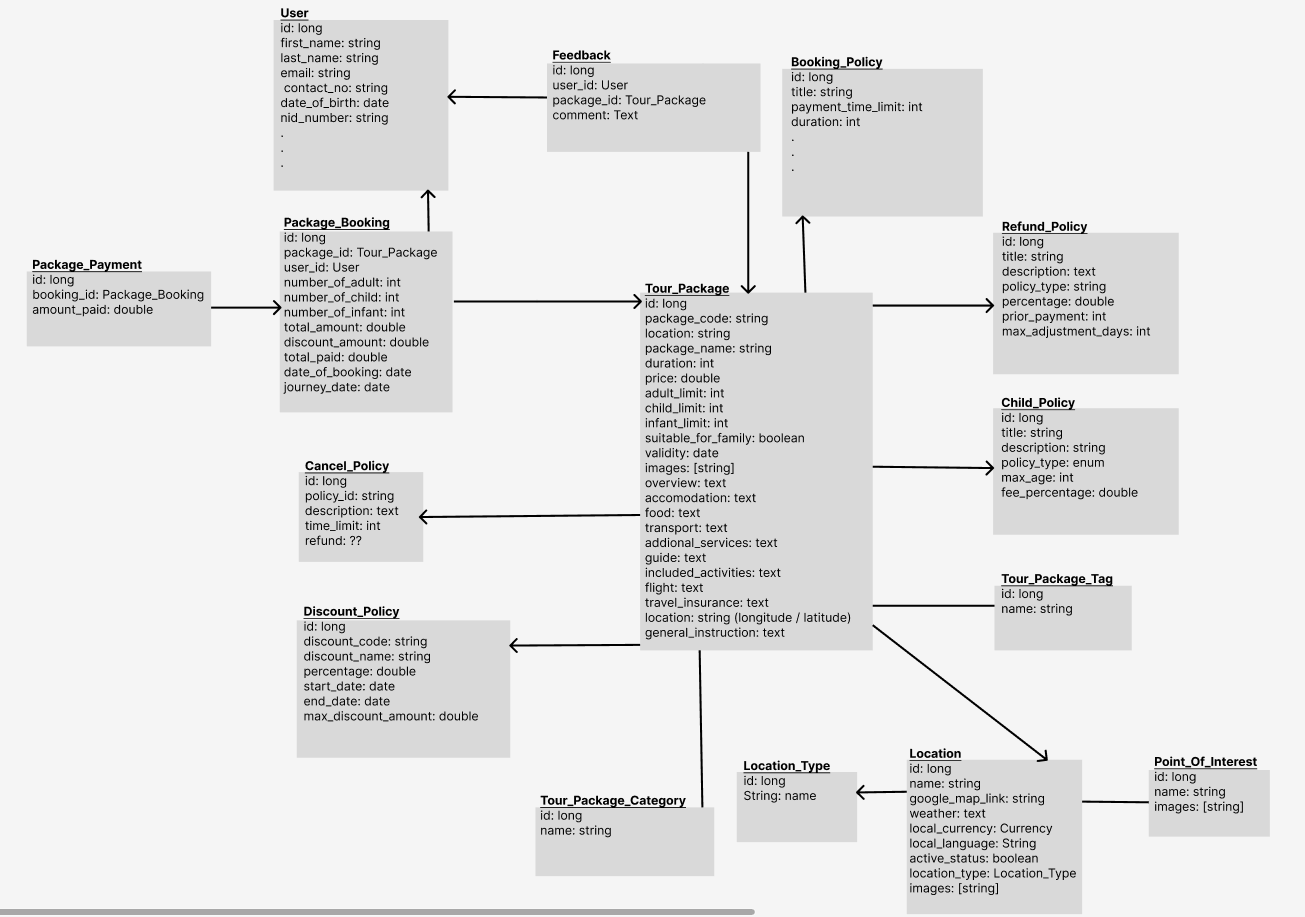 User
id: long
first_name: string
last_name: string
email: string
contact_no: string
date_of_birth: date
nid_number: string
.
.
.
Feedback
id: long
user_id: User
package_id: Tour_Package
comment: Text
Booking_Policy
id: long
title: string
payment_time_limit: int
duration: int
.
.
.
Package_Payment
id: long
booking_id: Package_Booking
amount_paid: double
Package_Booking
id: long
package_id: Tour_Package
user_id: User
number_of_adult: int
number_of_child: int
number_of_infant: int
total_amount: double
discount_amount: double
total_paid: double
date_of_booking: date
journey_date: date
Tour_Package
id: long
package_code: string
location: string
package_name: string
duration: int
price: double
adult_limit: int
child_limit: int
infant_limit: int
suitable_for_family: boolean
validity: date
images: [string]
overview: text
accomodation: text
food: text
transport: text
addional_services: text
guide: text
included_activities: text
flight: text
travel_insurance: text
location: string (longitude / latitude)
general_instruction: text
Refund_Policy
id: long
title: string
description: text
policy_type: string
percentage: double
prior_payment: int
max_adjustment_days: int
Child_Policy
id: long
title: string
description: string
policy_type: enum
max_age: int
fee_percentage: double
Cancel_Policy
id: long
policy_id: string
description: text
time_limit: int
refund: ??
Discount_Policy
id: long
discount_code: string
discount_name: string
percentage: double
start_date: date
end_date: date
max_discount_amount: double
Tour_Package_Tag
id: long
name: string
Tour_Package_Category
id: long
name: string
Location_Type
id: long
String: name
Location
id: long
name: string
google_map_link: string
weather: text
local_currency: Currency
local_language: String
active_status: boolean
location_type: Location_Type
images: [string]
Point_Of_Interest
id: long
name: string
images: [string]